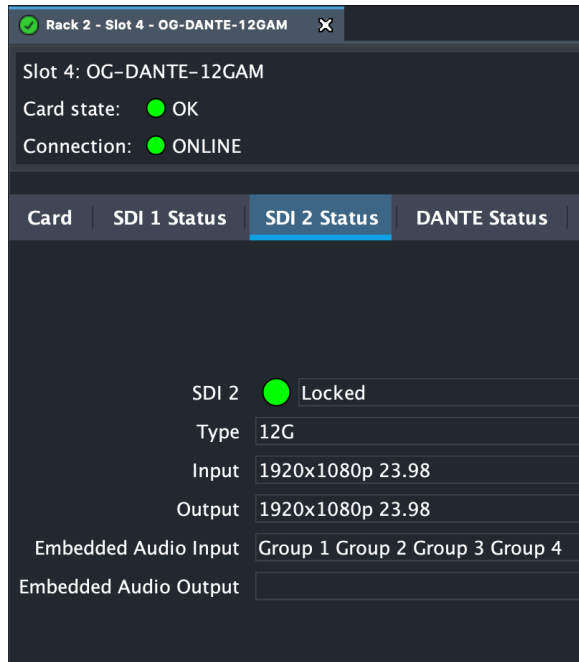 Rack 2 - Slot 4 - OG-DANTE-12GAM
Slot 4: OG-DANTE-12GAM
Card state: OK
Connection: ONLINE
Card SDI 1 Status SDI 2 Status DANTE Status
SDI 2 Locked
Type 12G
Input 1920x1080p 23.98
Output 1920x1080p 23.98
Embedded Audio Input Group 1 Group 2 Group 3 Group 4
Embedded Audio Output